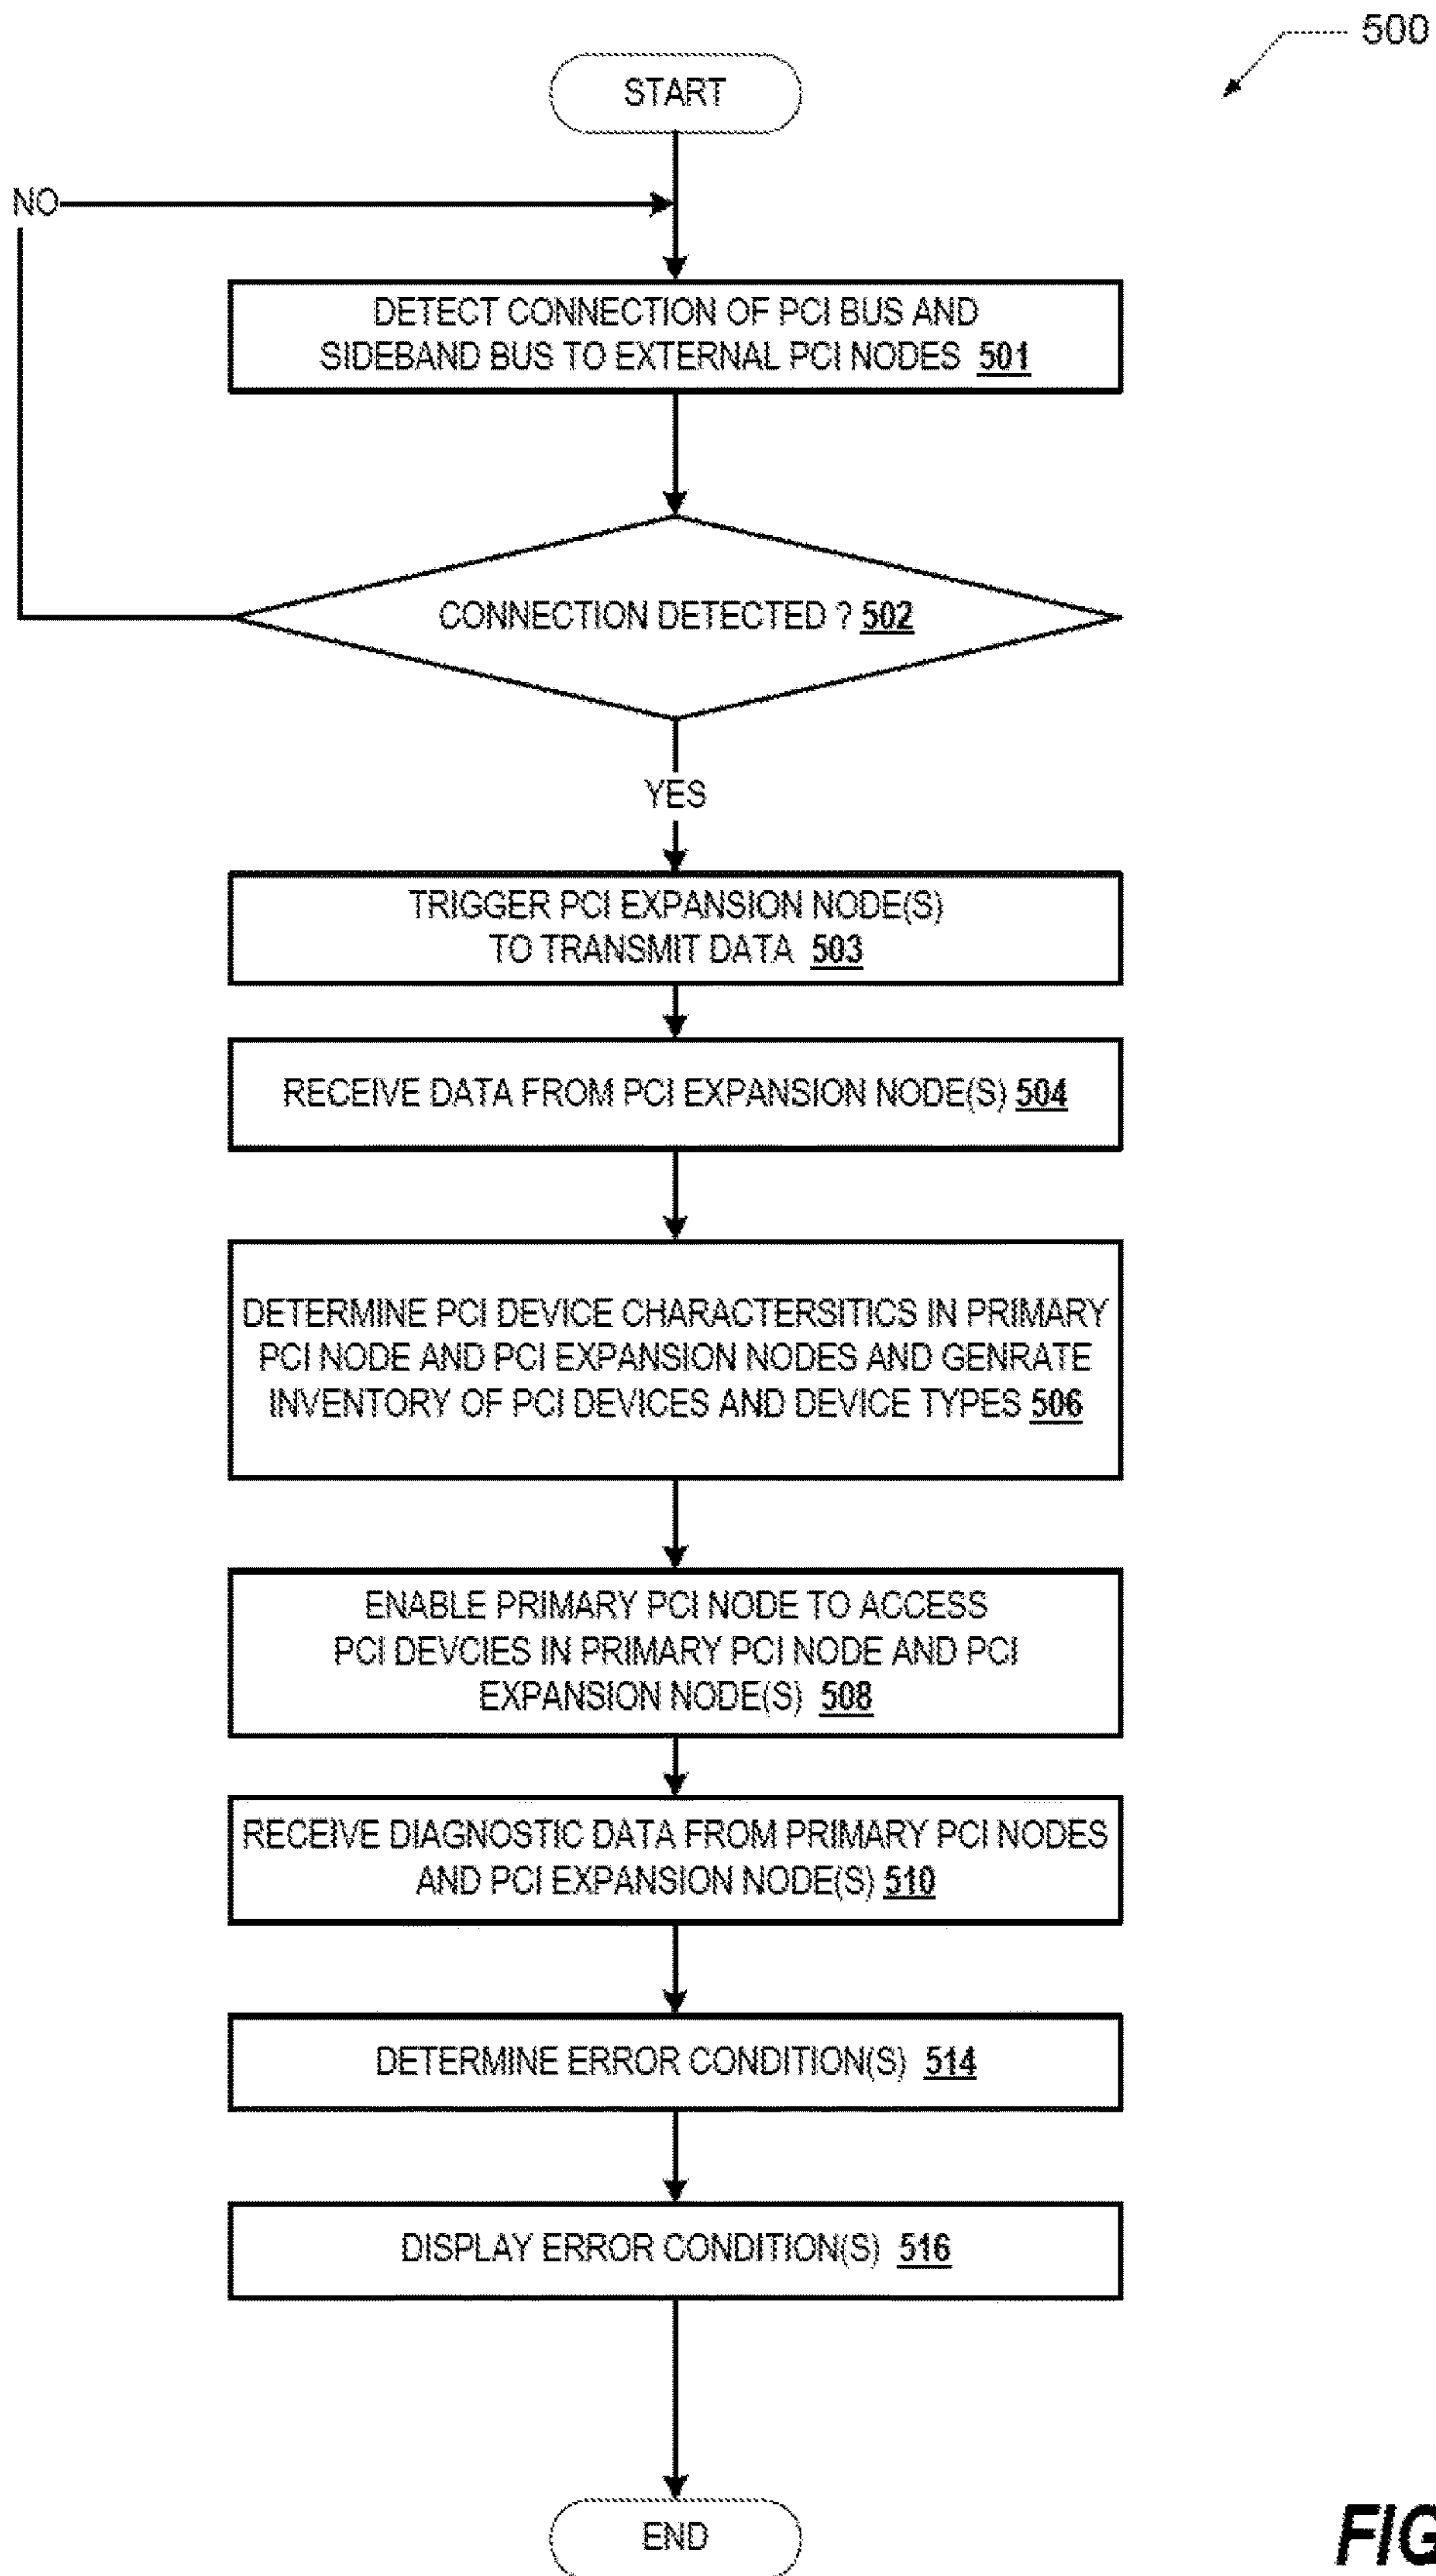 500
START
NO
DETECT CONNECTION OF PCI BUS AND
SIDEBAND BUS TO EXTERNAL PCI NODES 501
CONNECTION DETECTED ? 502
YES
TRIGGER PCI EXPANSION NODE(S)
TO TRANSMIT DATA 503
RECEIVE DATA FROM PCI EXPANSION NODE(S) 504
DETERMINE PCI DEVICE CHARACTERSITICS IN PRIMARY
PCI NODE AND PCI EXPANSION NODES AND GENRATE
INVENTORY OF PCI DEVICES AND DEVICE TYPES 506
ENABLE PRIMARY PCI NODE TO ACCESS
PCI DEVCIES IN PRIMARY PCI NODE AND PCI
EXPANSION NODE(S) 508
RECEIVE DIAGNOSTIC DATA FROM PRIMARY PCI NODES
AND PCI EXPANSION NODE(S) 510
DETERMINE ERROR CONDITION(S) 514
DISPLAY ERROR CONDITION(S) 516
END
FIG